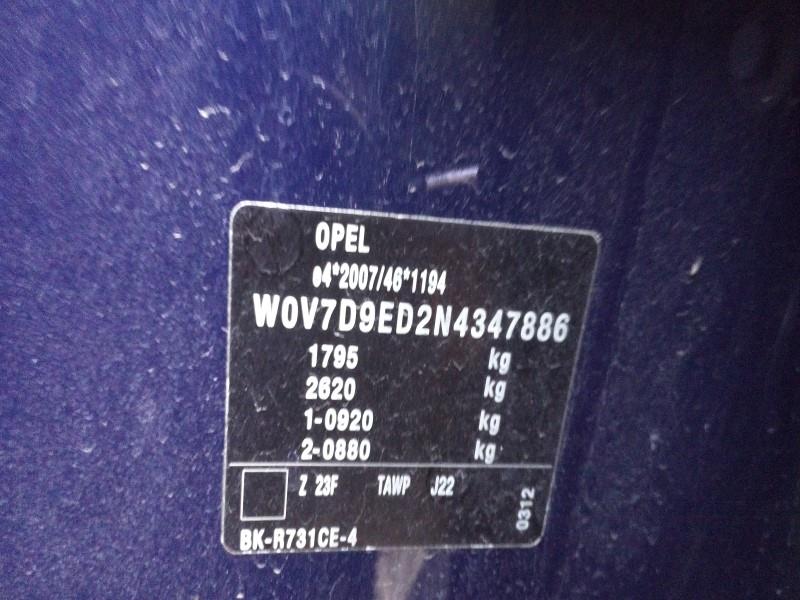 OPEL
e4*2007/46*1194
W0V7D9ED2N4347886
1795 kg
2620 kg
1-0920 kg
2-0880 kg
Z 23F TAWP J22
0312
BK-R731CE-4